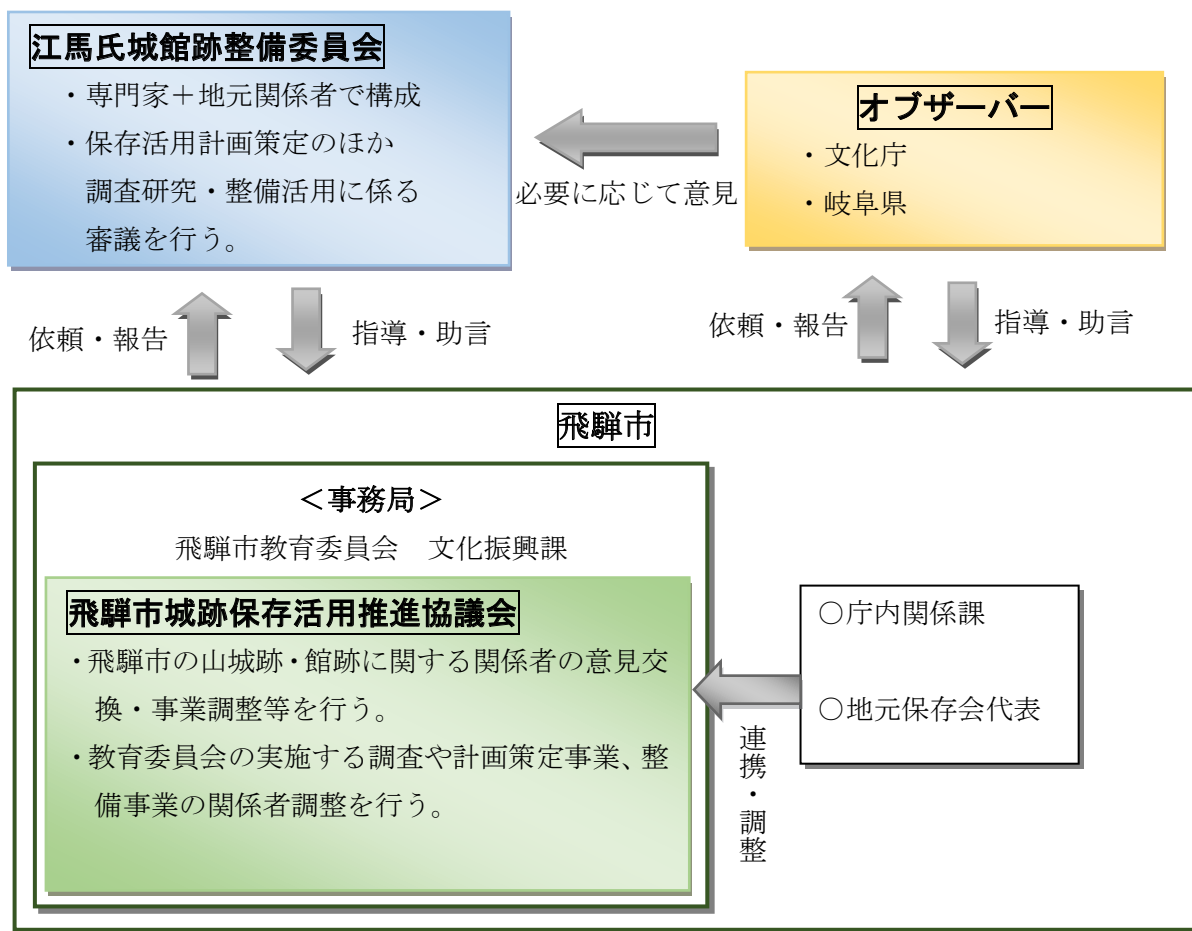 江馬氏城館跡整備委員会
・専門家＋地元関係者で構成
・保存活用計画策定のほか
調査研究・整備活用に係る
審議を行う。
オブザーバー
・文化庁
・岐阜県
必要に応じて意見
依頼・報告
指導・助言
依頼・報告
指導・助言
飛騨市
＜事務局＞
飛騨市教育委員会　文化振興課
飛騨市城跡保存活用推進協議会
・飛騨市の山城跡・館跡に関する関係者の意見交
換・事業調整等を行う。
・教育委員会の実施する調査や計画策定事業、整
備事業の関係者調整を行う。
○庁内関係課
○地元保存会代表
連携・調整